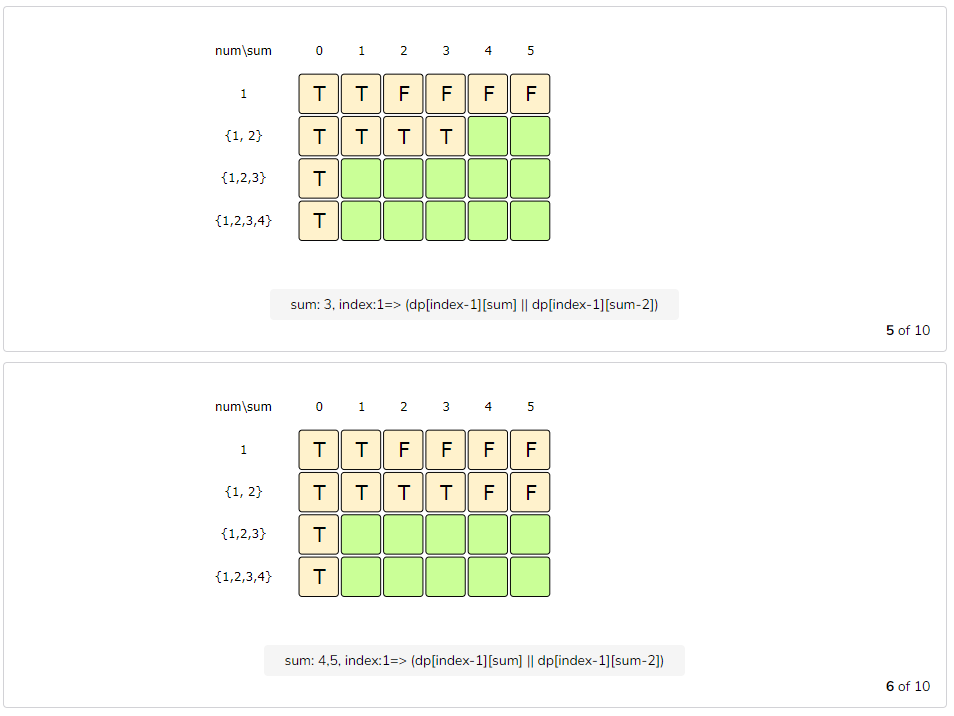 num\sum 0 1 2 3 4 5
1 T T F F F F
{1, 2} T T T T
{1,2,3} T
{1,2,3,4} T
sum: 3, index:1=> (dp[index-1][sum] || dp[index-1][sum-2])
5 of 10
num\sum 0 1 2 3 4 5
1 T T F F F F
{1, 2} T T T T F F
{1,2,3} T
{1,2,3,4} T
sum: 4,5, index:1=> (dp[index-1][sum] || dp[index-1][sum-2])
6 of 10